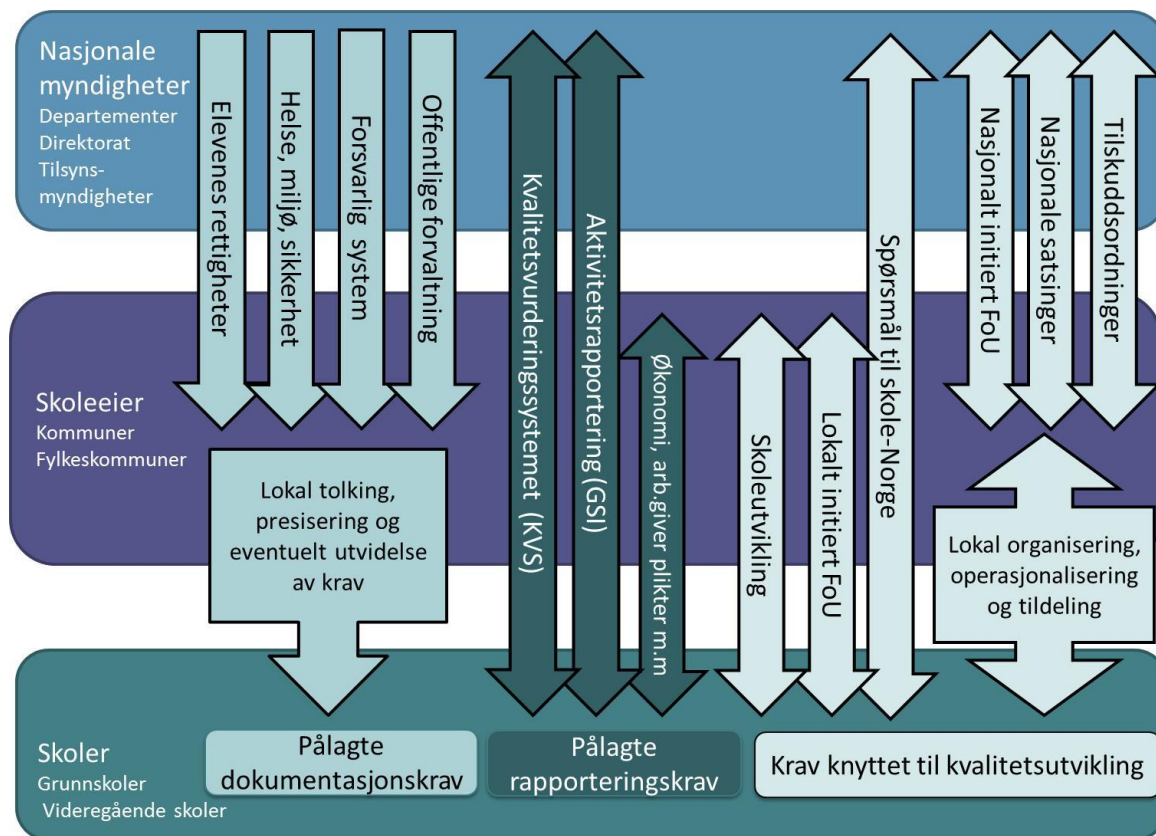 Nasjonale
myndigheter
Departementer
Direktorat
Tilsyns-
myndigheter
Elevenes rettigheter
Helse, miljø, sikkerhet
Forsvarlig system
Offentlige forvaltning
Kvalitetsvurderingssystemet (KVS)
Aktivitetsrapportering (GSI)
Økonomi, arb.giver plikter m.m
Skoleutvikling
Lokalt initiert FoU
Spørsmål til skole-Norge
Nasjonalt initiert FoU
Nasjonale satsinger
Tilskuddsordninger
Skoleeier
Kommuner
Fylkeskommuner
Lokal tolking,
presisering og
eventuelt utvidelse
av krav
Lokal organisering,
operasjonalisering
og tildeling
Skoler
Grunnskoler
Videregående skoler
Pålagte
dokumentasjonskrav
Pålagte
rapporteringskrav
Krav knyttet til kvalitetsutvikling